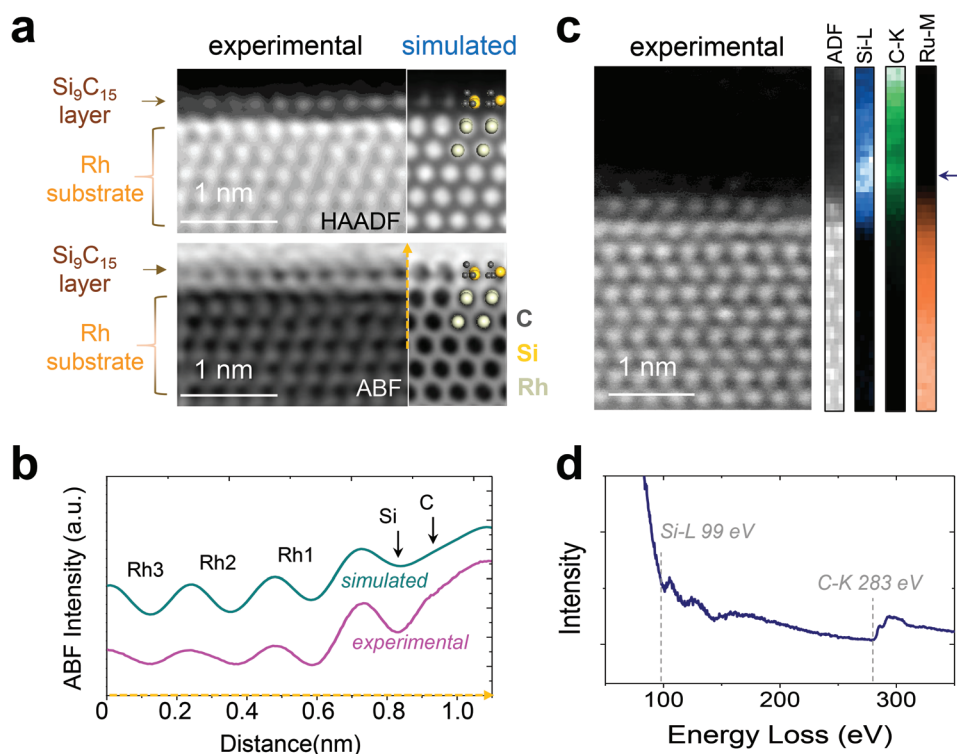 a
experimental
simulated
Si₉C₁₅
layer
Rh
substrate
1 nm
HAADF
Si₉C₁₅
layer
Rh
substrate
1 nm
ABF
C
Si
Rh
c
experimental
ADF
Si-L
C-K
Ru-M
1 nm
b
ABF Intensity (a.u.)
Rh3
Rh2
Rh1
Si
C
simulated
experimental
0
0.2
0.4
0.6
0.8
1.0
Distance(nm)
d
Intensity
Si-L 99 eV
C-K 283 eV
100
200
300
Energy Loss (eV)